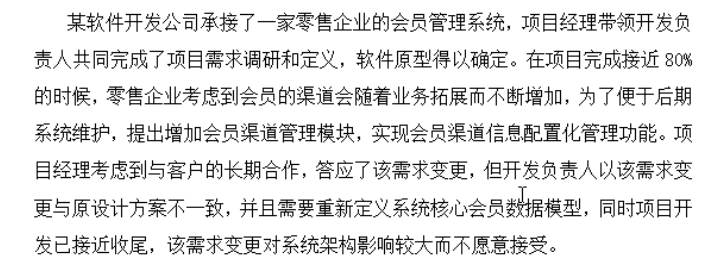 某软件开发公司承接了一家零售企业的会员管理系统，项目经理带领开发负
责人共同完成了项目需求调研和定义，软件原型得以确定。在项目完成接近 80%
的时候，零售企业考虑到会员的渠道会随着业务拓展而不断增加，为了便于后期
系统维护，提出增加会员渠道管理模块，实现会员渠道信息配置化管理功能。项
目经理考虑到与客户的长期合作，答应了该需求变更，但开发负责人以该需求变
更与原设计方案不一致，并且需要重新定义系统核心会员数据模型，同时项目开
发已接近收尾，该需求变更对系统架构影响较大而不愿意接受。